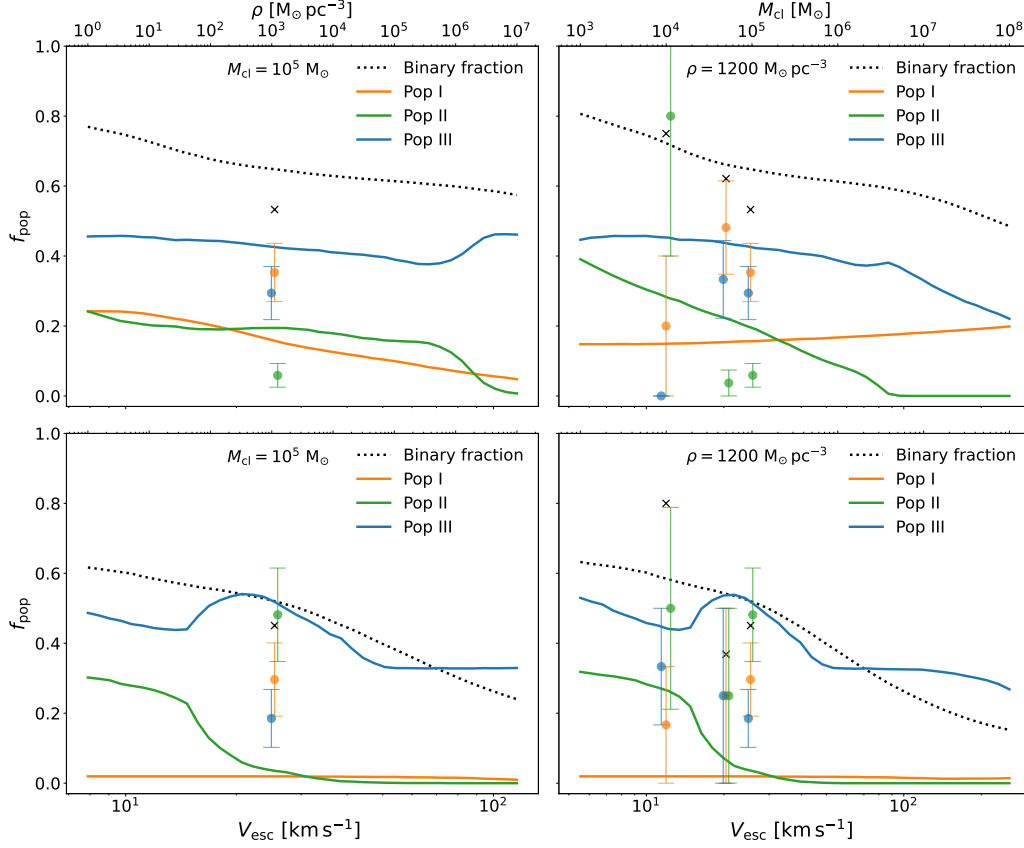 ρ [M⊙ pc⁻³]
10⁰ 10¹ 10² 10³ 10⁴ 10⁵ 10⁶ 10⁷
M_cl [M⊙]
10³ 10⁴ 10⁵ 10⁶ 10⁷ 10⁸
f_pop
1.0
0.8
0.6
0.4
0.2
0.0
M_cl = 10⁵ M⊙
Binary fraction
Pop I
Pop II
Pop III
ρ = 1200 M⊙ pc⁻³
Binary fraction
Pop I
Pop II
Pop III
f_pop
1.0
0.8
0.6
0.4
0.2
0.0
M_cl = 10⁵ M⊙
Binary fraction
Pop I
Pop II
Pop III
ρ = 1200 M⊙ pc⁻³
Binary fraction
Pop I
Pop II
Pop III
10¹ 10²
V_esc [km s⁻¹]
10¹ 10²
V_esc [km s⁻¹]